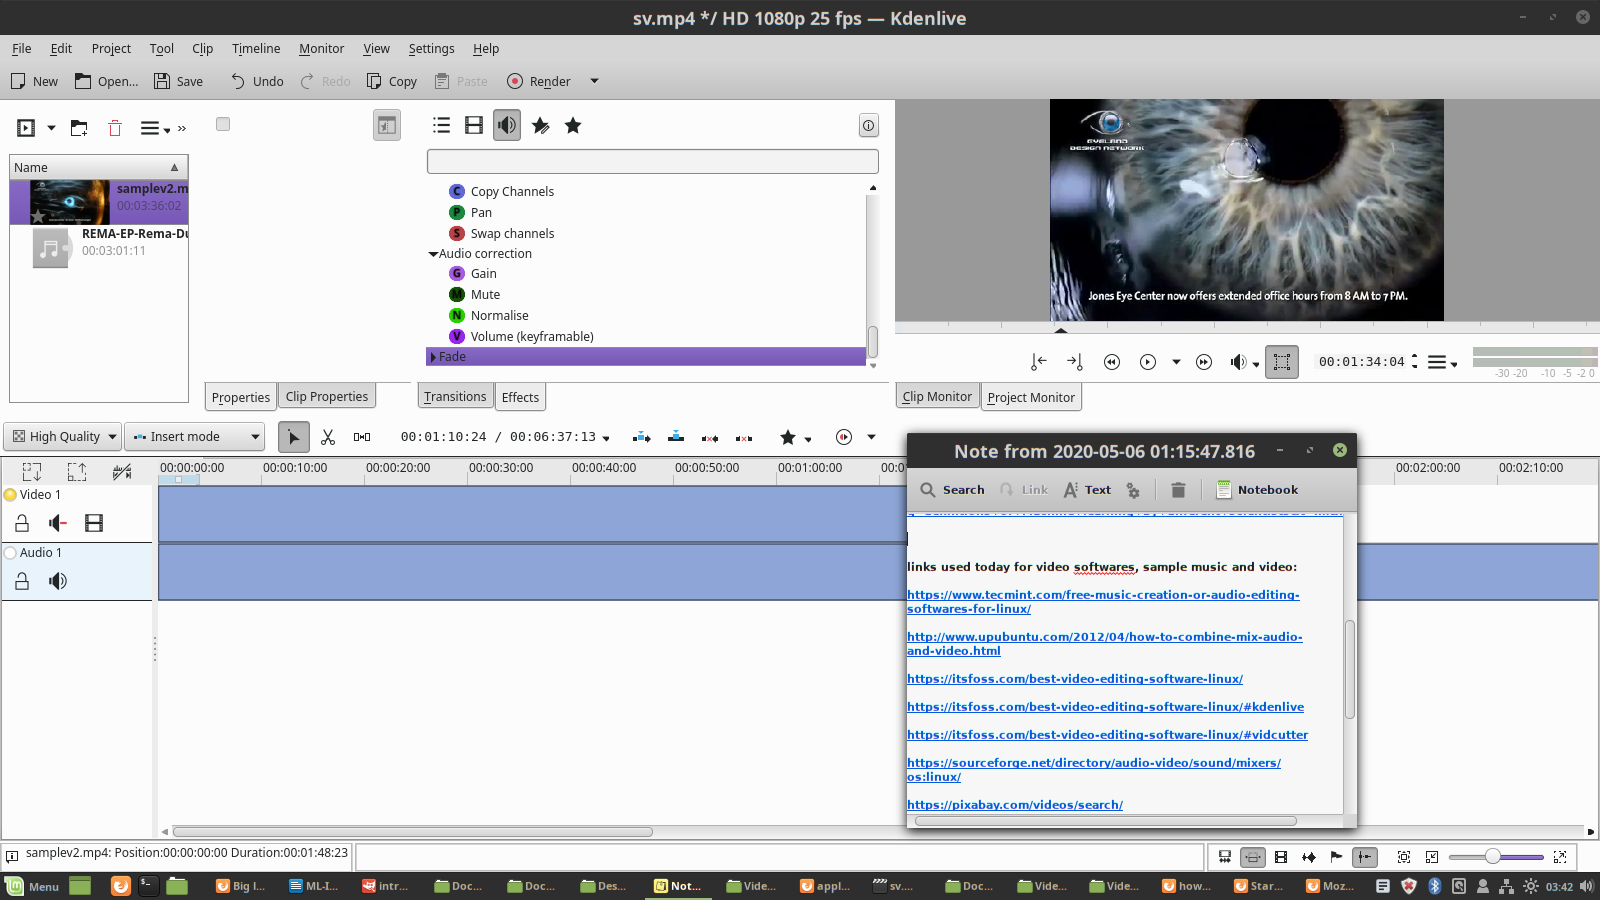 sv.mp4 */ HD 1080p 25 fps — Kdenlive
File Edit Project Tool Clip Timeline Monitor View Settings Help
New Open... Save Undo Redo Copy Paste Render
Name
samplev2.m
00:03:36:02
REMA-EP-Rema-Du
00:03:01:11
Properties Clip Properties
C Copy Channels
P Pan
S Swap channels
Audio correction
G Gain
M Mute
N Normalise
V Volume (keyframable)
Fade
Transitions Effects
EYELAND
DESIGN NETWORK
Jones Eye Center now offers extended office hours from 8 AM to 7 PM.
00:01:34:04
-30 -20 -10 -5 -2 0
Clip Monitor Project Monitor
High Quality Insert mode 00:01:10:24 / 00:06:37:13
00:00:00:00 00:00:10:00 00:00:20:00 00:00:30:00 00:00:40:00 00:00:50:00 00:01:00:00 00:02:00:00 00:02:10:00
Video 1
Audio 1
Note from 2020-05-06 01:15:47.816
Search Link Text Notebook
links used today for video softwares, sample music and video:
https://www.tecmint.com/free-music-creation-or-audio-editing-
softwares-for-linux/
http://www.upubuntu.com/2012/04/how-to-combine-mix-audio-
and-video.html
https://itsfoss.com/best-video-editing-software-linux/
https://itsfoss.com/best-video-editing-software-linux/#kdenlive
https://itsfoss.com/best-video-editing-software-linux/#vidcutter
https://sourceforge.net/directory/audio-video/sound/mixers/
os:linux/
https://pixabay.com/videos/search/
samplev2.mp4: Position:00:00:00:00 Duration:00:01:48:23
Menu Big l... ML-I... intr... Doc... Doc... Des... Not... Vide... appl... sv.... Doc... Vide... Vide... how... Star... Moz... 03:42